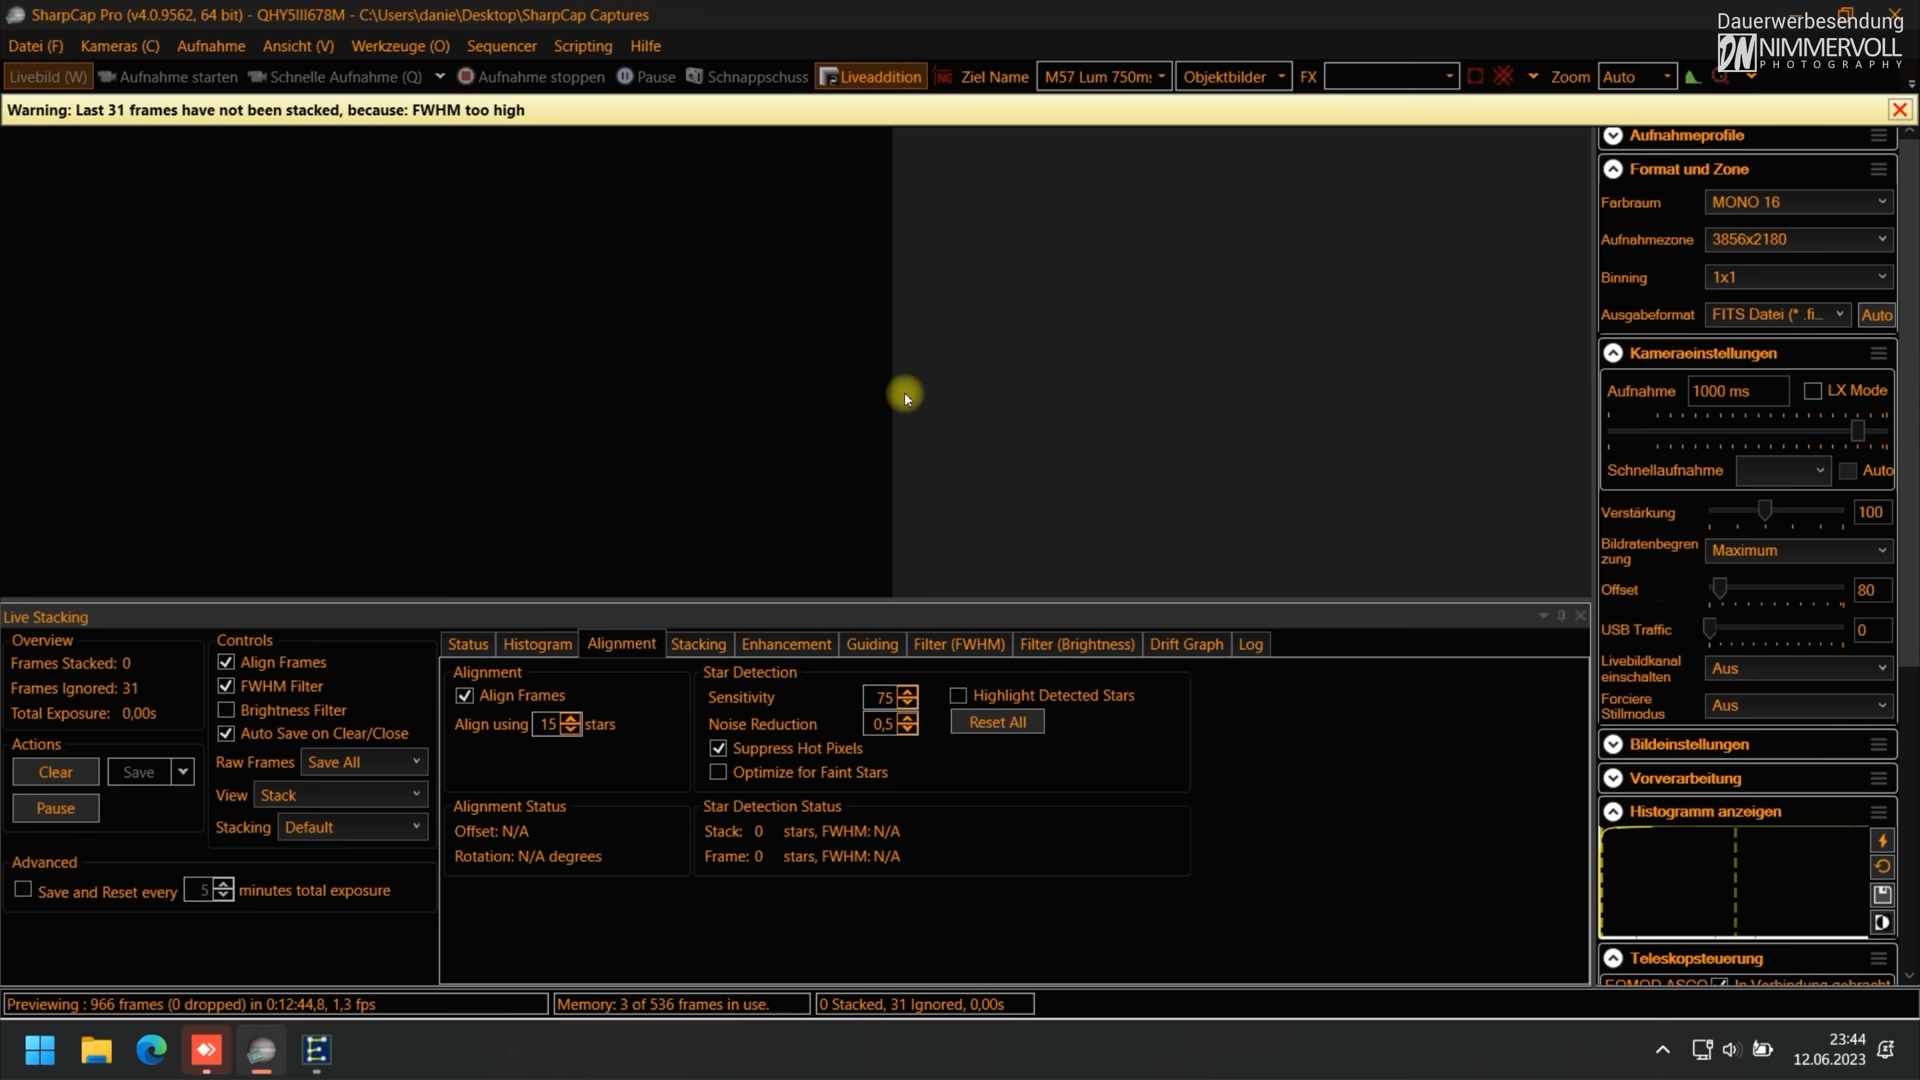 SharpCap Pro (v4.0.9562, 64 bit) - QHY5III678M - C:\Users\danie\Desktop\SharpCap Captures
Dauerwerbesendung
DN NIMMERVOLL
PHOTOGRAPHY
Datei (F) Kameras (C) Aufnahme Ansicht (V) Werkzeuge (O) Sequencer Scripting Hilfe
Livebild (W) Aufnahme starten Schnelle Aufnahme (Q) Aufnahme stoppen Pause Schnappschuss Liveaddition Ziel Name M57 Lum 750m: Objektbilder FX Zoom Auto
Warning: Last 31 frames have not been stacked, because: FWHM too high
Aufnahmeprofile
Format und Zone
Farbraum MONO 16
Aufnahmezone 3856x2180
Binning 1x1
Ausgabeformat FITS Datei (* .fi... Auto
Kameraeinstellungen
Aufnahme 1000 ms LX Mode
Schnellaufnahme Auto
Verstärkung 100
Bildratenbegren
zung Maximum
Offset 80
USB Traffic 0
Livebildkanal
einschalten Aus
Forciere
Stillmodus Aus
Bildeinstellungen
Vorverarbeitung
Histogramm anzeigen
Teleskopsteuerung
EQMOD ASCO In Verbindung gebracht
Live Stacking
Overview
Frames Stacked: 0
Frames Ignored: 31
Total Exposure: 0,00s
Actions
Clear Save
Pause
Controls
Align Frames
FWHM Filter
Brightness Filter
Auto Save on Clear/Close
Raw Frames Save All
View Stack
Stacking Default
Advanced
Save and Reset every 5 minutes total exposure
Status Histogram Alignment Stacking Enhancement Guiding Filter (FWHM) Filter (Brightness) Drift Graph Log
Alignment
Align Frames
Align using 15 stars
Star Detection
Sensitivity 75 Highlight Detected Stars
Noise Reduction 0,5 Reset All
Suppress Hot Pixels
Optimize for Faint Stars
Alignment Status
Offset: N/A
Rotation: N/A degrees
Star Detection Status
Stack: 0 stars, FWHM: N/A
Frame: 0 stars, FWHM: N/A
Previewing : 966 frames (0 dropped) in 0:12:44,8, 1,3 fps Memory: 3 of 536 frames in use. 0 Stacked, 31 Ignored, 0,00s
23:44
12.06.2023